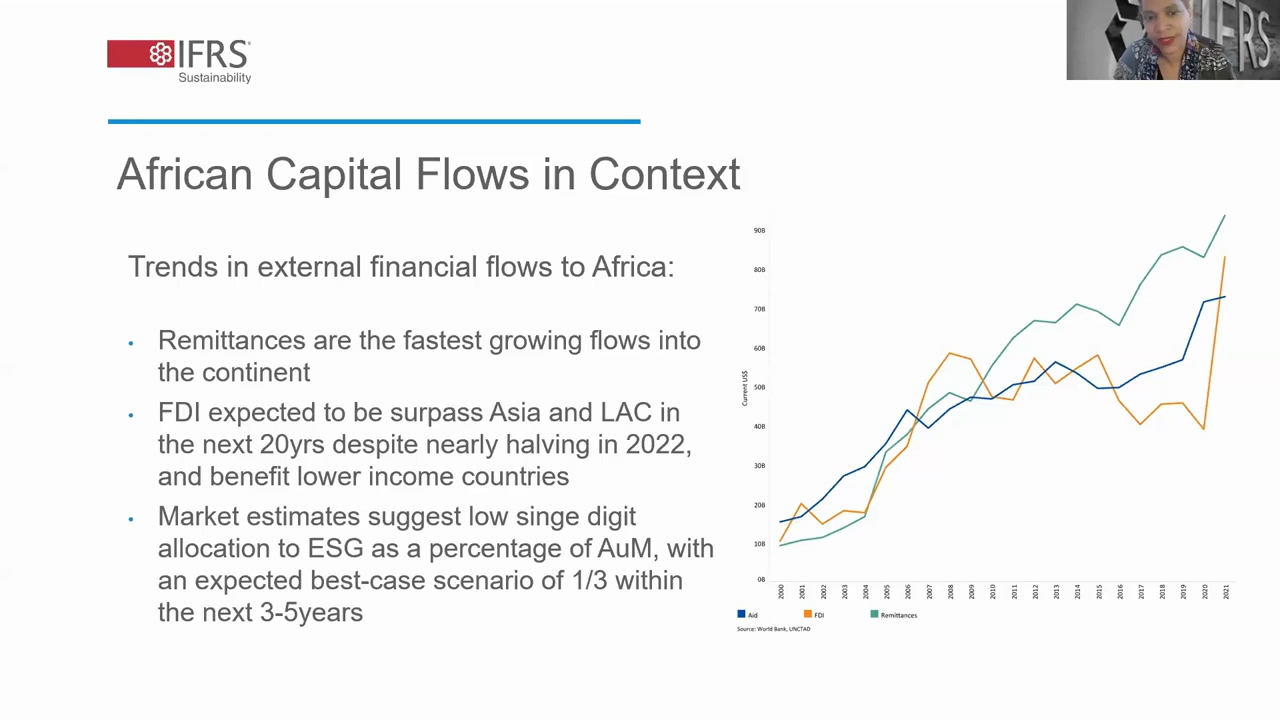 IFRS
Sustainability
IFRS
African Capital Flows in Context
Trends in external financial flows to Africa:
• Remittances are the fastest growing flows into
the continent
• FDI expected to be surpass Asia and LAC in
the next 20yrs despite nearly halving in 2022,
and benefit lower income countries
• Market estimates suggest low singe digit
allocation to ESG as a percentage of AuM, with
an expected best-case scenario of 1/3 within
the next 3-5years
90B
80B
70B
60B
50B
40B
30B
20B
10B
0B
Current US$
2000 2001 2002 2003 2004 2005 2006 2007 2008 2009 2010 2011 2012 2013 2014 2015 2016 2017 2018 2019 2020 2021
Aid FDI Remittances
Source: World Bank, UNCTAD